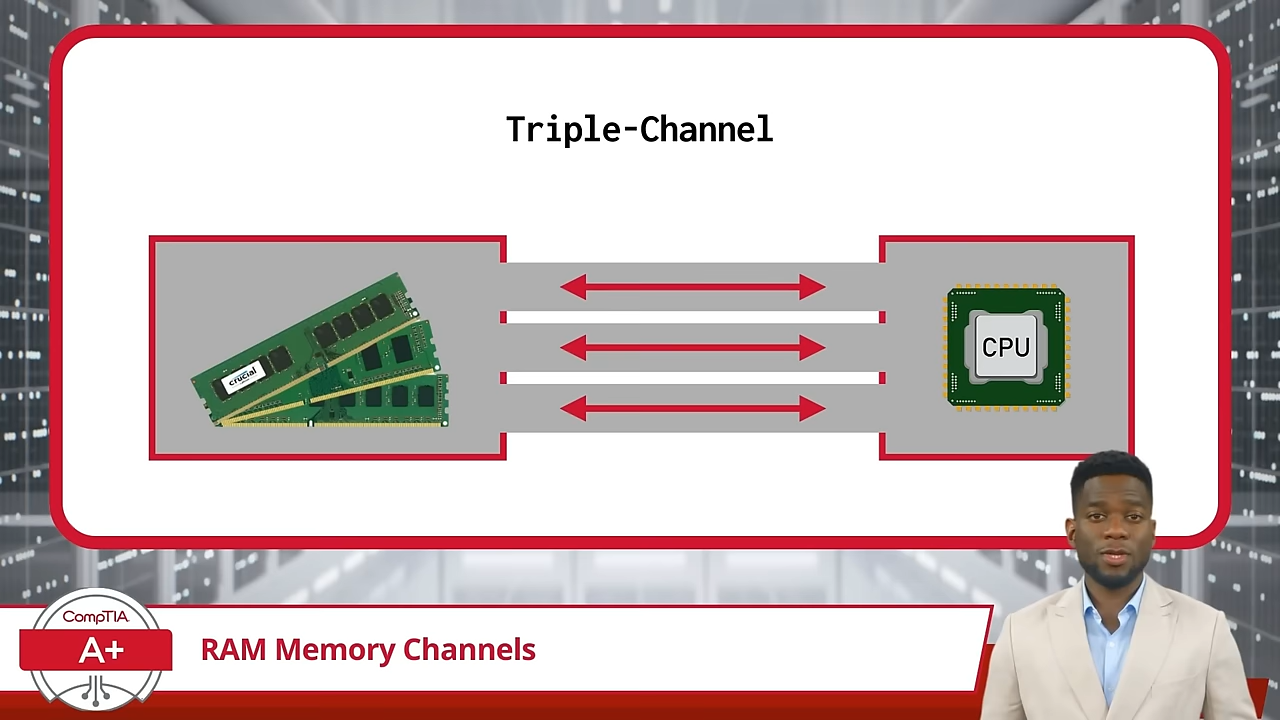 Triple-Channel
crucial
CPU
CompTIA
A+
RAM Memory Channels